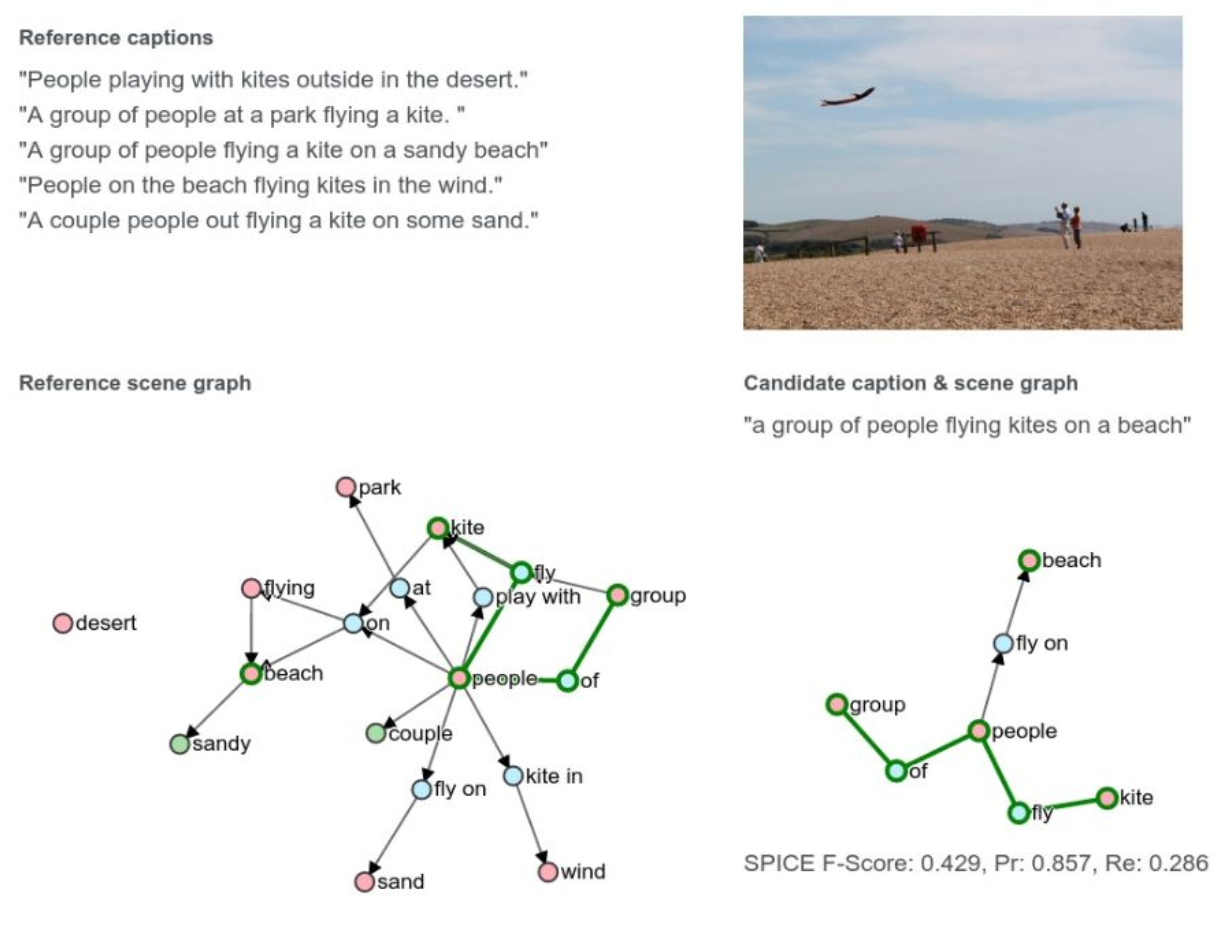 Reference captions
"People playing with kites outside in the desert."
"A group of people at a park flying a kite. "
"A group of people flying a kite on a sandy beach"
"People on the beach flying kites in the wind."
"A couple people out flying a kite on some sand."
Reference scene graph
park
kite
fly
flying
at
play with
group
desert
on
beach
people
of
sandy
couple
fly on
kite in
sand
wind
Candidate caption & scene graph
"a group of people flying kites on a beach"
beach
fly on
group
people
of
fly
kite
SPICE F-Score: 0.429, Pr: 0.857, Re: 0.286